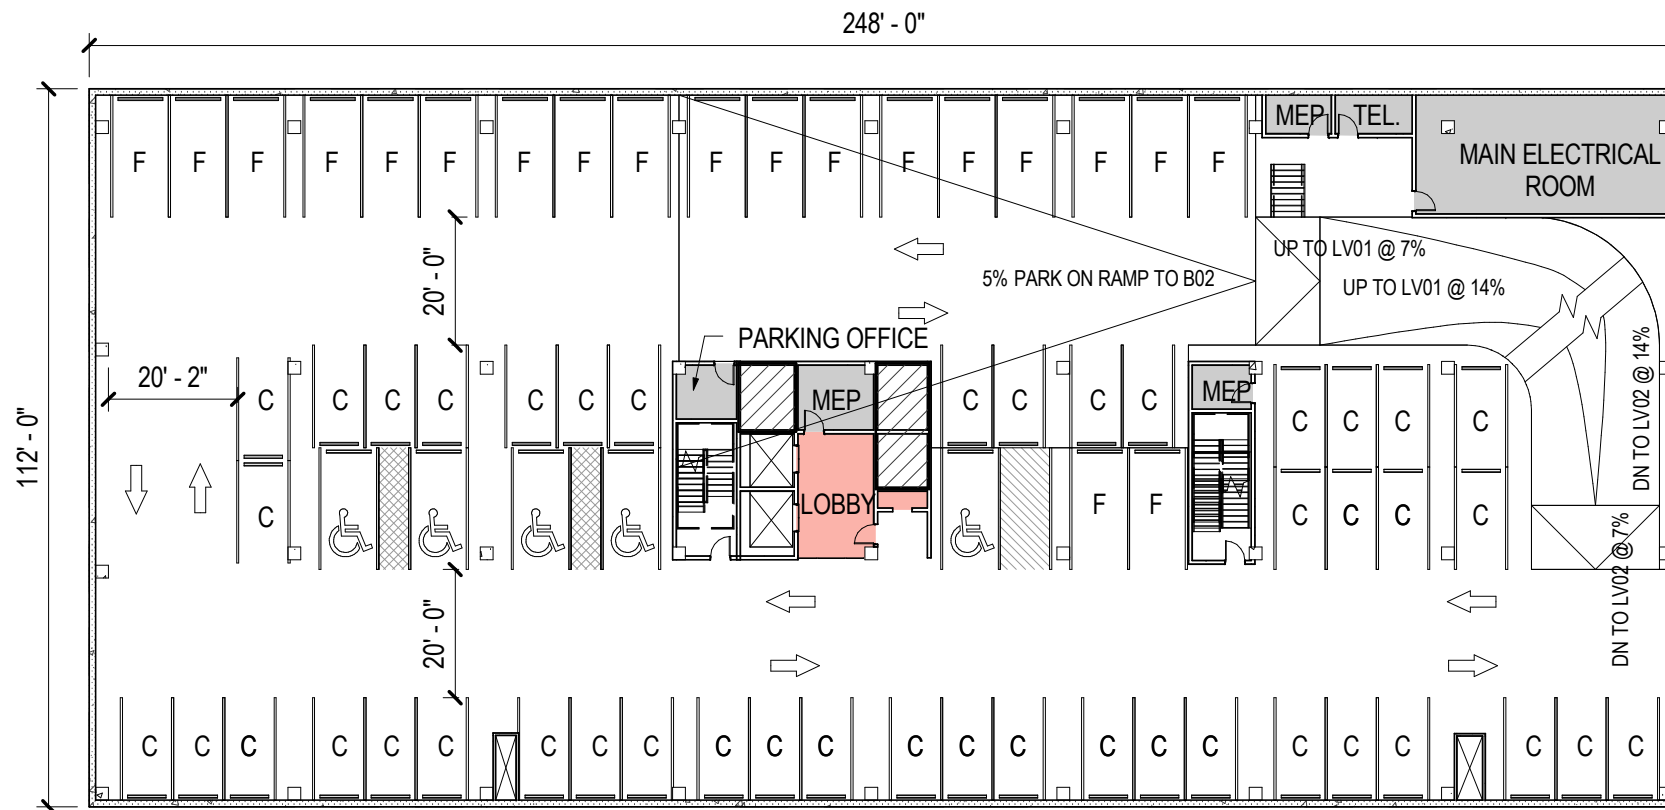 248' - 0"
MEP TEL.
F F F F F F F F F F F F F F F F F F
MAIN ELECTRICAL
ROOM
UP TO LV01 @ 7%
20' - 0"
5% PARK ON RAMP TO B02
UP TO LV01 @ 14%
PARKING OFFICE
DN TO LV02 @ 14%
20' - 2"
112' - 0"
C C C C C C C MEP C C C C MEP C C C C
C LOBBY F F C C C C
DN TO LV02 @ 7%
20' - 0"
C C C C C C C C C C C C C C C C C C C C C C C C